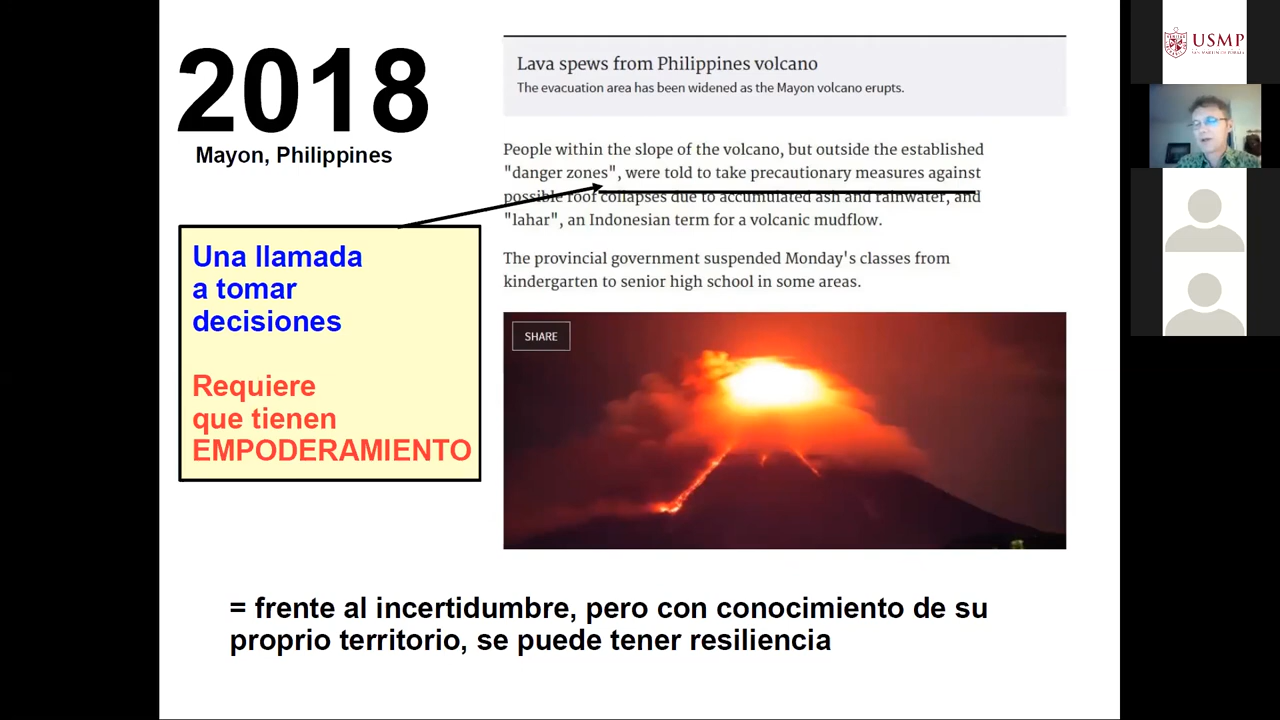 2018
Mayon, Philippines
Lava spews from Philippines volcano
The evacuation area has been widened as the Mayon volcano erupts.
People within the slope of the volcano, but outside the established
"danger zones", were told to take precautionary measures against
possible roof collapses due to accumulated ash and rainwater, and
"lahar", an Indonesian term for a volcanic mudflow.
The provincial government suspended Monday's classes from
kindergarten to senior high school in some areas.
SHARE
Una llamada
a tomar
decisiones
Requiere
que tienen
EMPODERAMIENTO
= frente al incertidumbre, pero con conocimiento de su
proprio territorio, se puede tener resiliencia
USMP